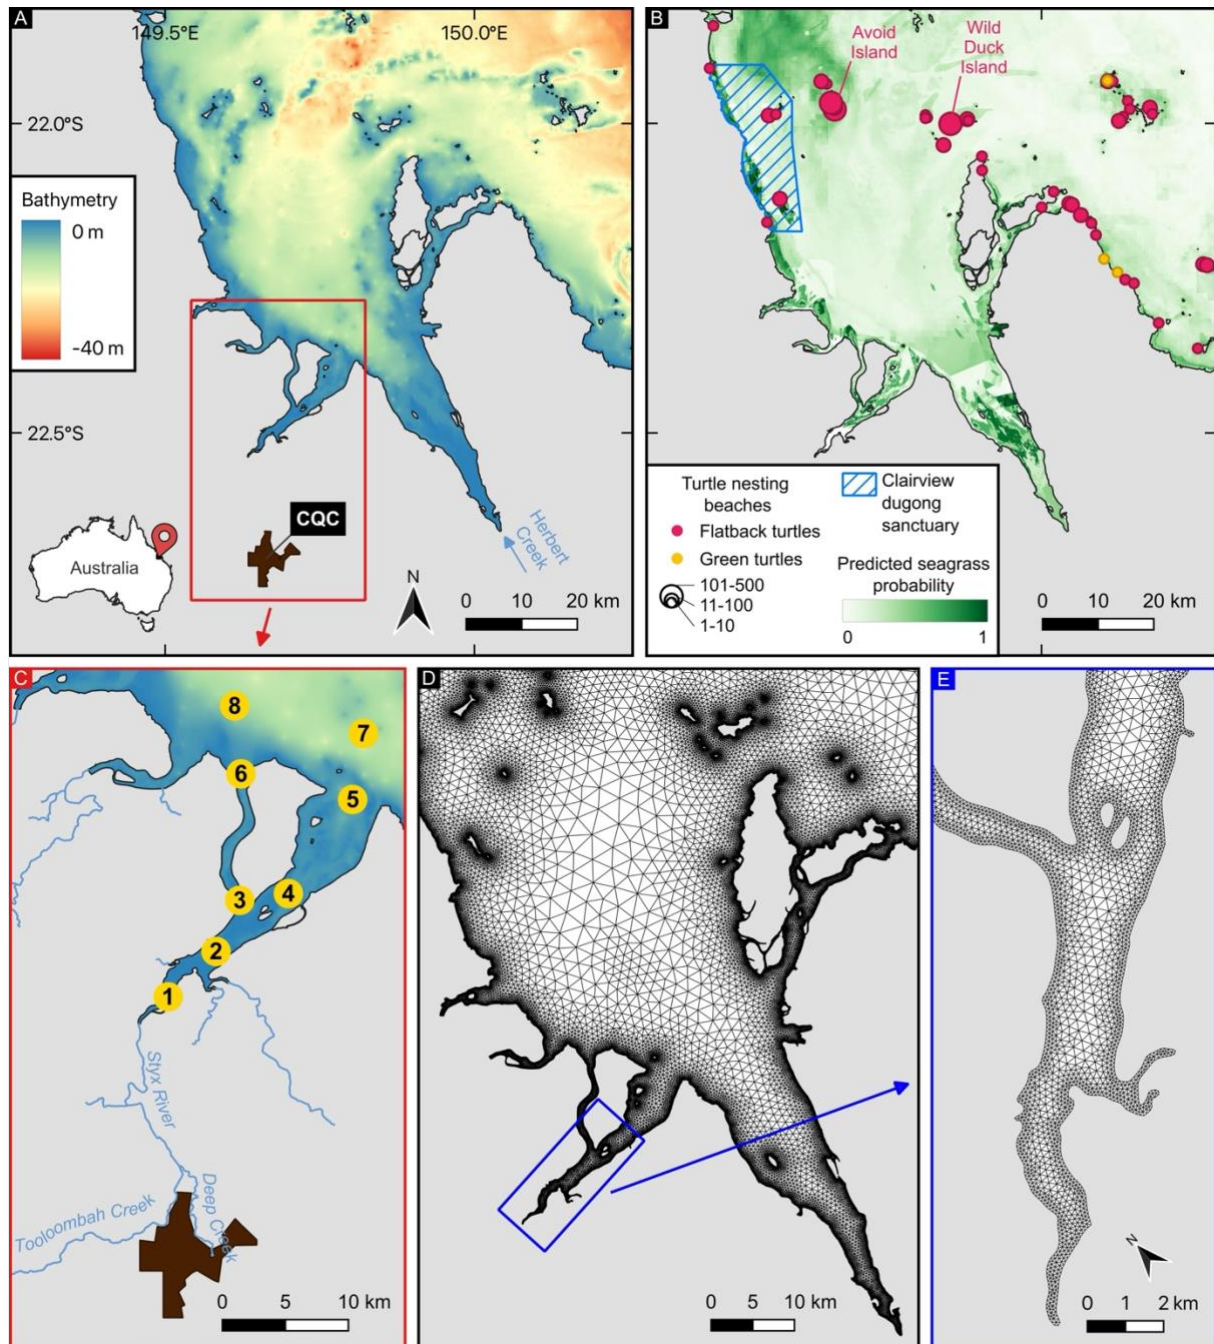 A
149.5°E
150.0°E
22.0°S
Bathymetry
0 m
-40 m
22.5°S
CQC
Herbert
Creek
Australia
N
0 10 20 km
B
Avoid
Island
Wild
Duck
Island
Turtle nesting
beaches
Flatback turtles
Green turtles
101-500
11-100
1-10
Clairview
dugong
sanctuary
Predicted seagrass
probability
0 1
0 10 20 km
C
8
7
6
5
4
3
2
1
Styx River
Deep Creek
Tooloombah Creek
0 5 10 km
D
0 5 10 km
E
N
0 1 2 km